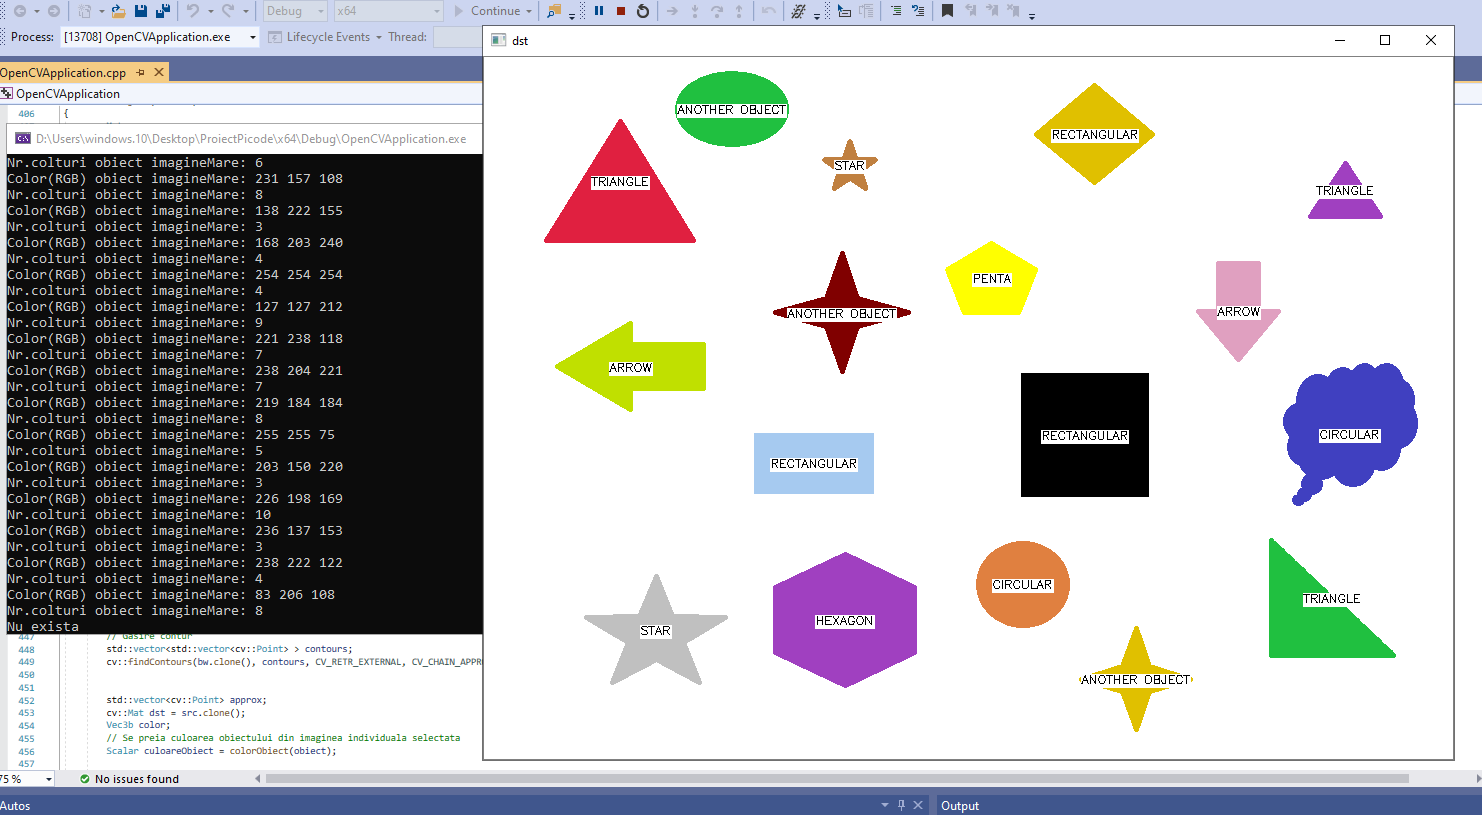 Debug x64 Continue
Process: [13708] OpenCVApplication.exe Lifecycle Events Thread:
OpenCVApplication.cpp
OpenCVApplication
406 {
D:\Users\windows.10\Desktop\ProiectPicode\x64\Debug\OpenCVApplication.exe
Nr.colturi obiect imagineMare: 6
Color(RGB) obiect imagineMare: 231 157 108
Nr.colturi obiect imagineMare: 8
Color(RGB) obiect imagineMare: 138 222 155
Nr.colturi obiect imagineMare: 3
Color(RGB) obiect imagineMare: 168 203 240
Nr.colturi obiect imagineMare: 4
Color(RGB) obiect imagineMare: 254 254 254
Nr.colturi obiect imagineMare: 4
Color(RGB) obiect imagineMare: 127 127 212
Nr.colturi obiect imagineMare: 9
Color(RGB) obiect imagineMare: 221 238 118
Nr.colturi obiect imagineMare: 7
Color(RGB) obiect imagineMare: 238 204 221
Nr.colturi obiect imagineMare: 7
Color(RGB) obiect imagineMare: 219 184 184
Nr.colturi obiect imagineMare: 8
Color(RGB) obiect imagineMare: 255 255 75
Nr.colturi obiect imagineMare: 5
Color(RGB) obiect imagineMare: 203 150 220
Nr.colturi obiect imagineMare: 3
Color(RGB) obiect imagineMare: 226 198 169
Nr.colturi obiect imagineMare: 10
Color(RGB) obiect imagineMare: 236 137 153
Nr.colturi obiect imagineMare: 3
Color(RGB) obiect imagineMare: 238 222 122
Nr.colturi obiect imagineMare: 4
Color(RGB) obiect imagineMare: 83 206 108
Nr.colturi obiect imagineMare: 8
Nu exista
447 // Gasire contur
448 std::vector<std::vector<cv::Point> > contours;
449 cv::findContours(bw.clone(), contours, CV_RETR_EXTERNAL, CV_CHAIN_APPR
450
451
452 std::vector<cv::Point> approx;
453 cv::Mat dst = src.clone();
454 Vec3b color;
455 // Se preia culoarea obiectului din imaginea individuala selectata
456 Scalar culoareObiect = colorObject(object);
457
75 % No issues found
Autos
Output
dst
ANOTHER OBJECT
RECTANGULAR
STAR
TRIANGLE
TRIANGLE
PENTA
ANOTHER OBJECT
ARROW
ARROW
RECTANGULAR
RECTANGULAR
CIRCULAR
CIRCULAR
TRIANGLE
HEXAGON
STAR
ANOTHER OBJECT